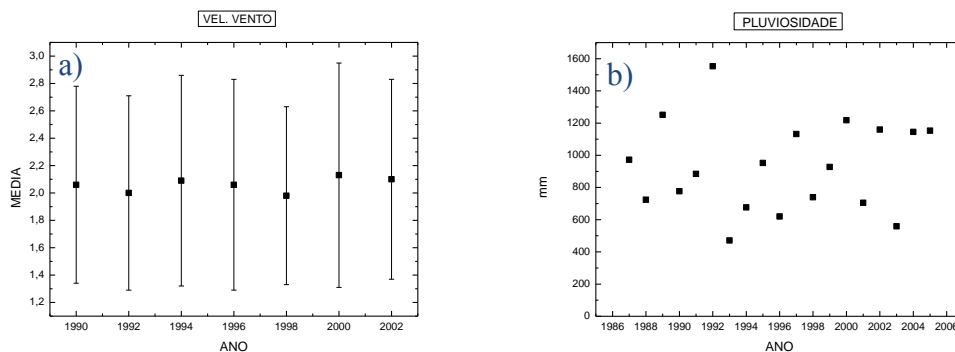 VEL. VENTO
a)
3,0
2,8
2,6
2,4
2,2
2,0
1,8
1,6
1,4
1,2
MEDIA
1990 1992 1994 1996 1998 2000 2002
ANO
PLUVIOSIDADE
b)
1600
1400
1200
1000
800
600
400
200
0
mm
1986 1988 1990 1992 1994 1996 1998 2000 2002 2004 2006
ANO